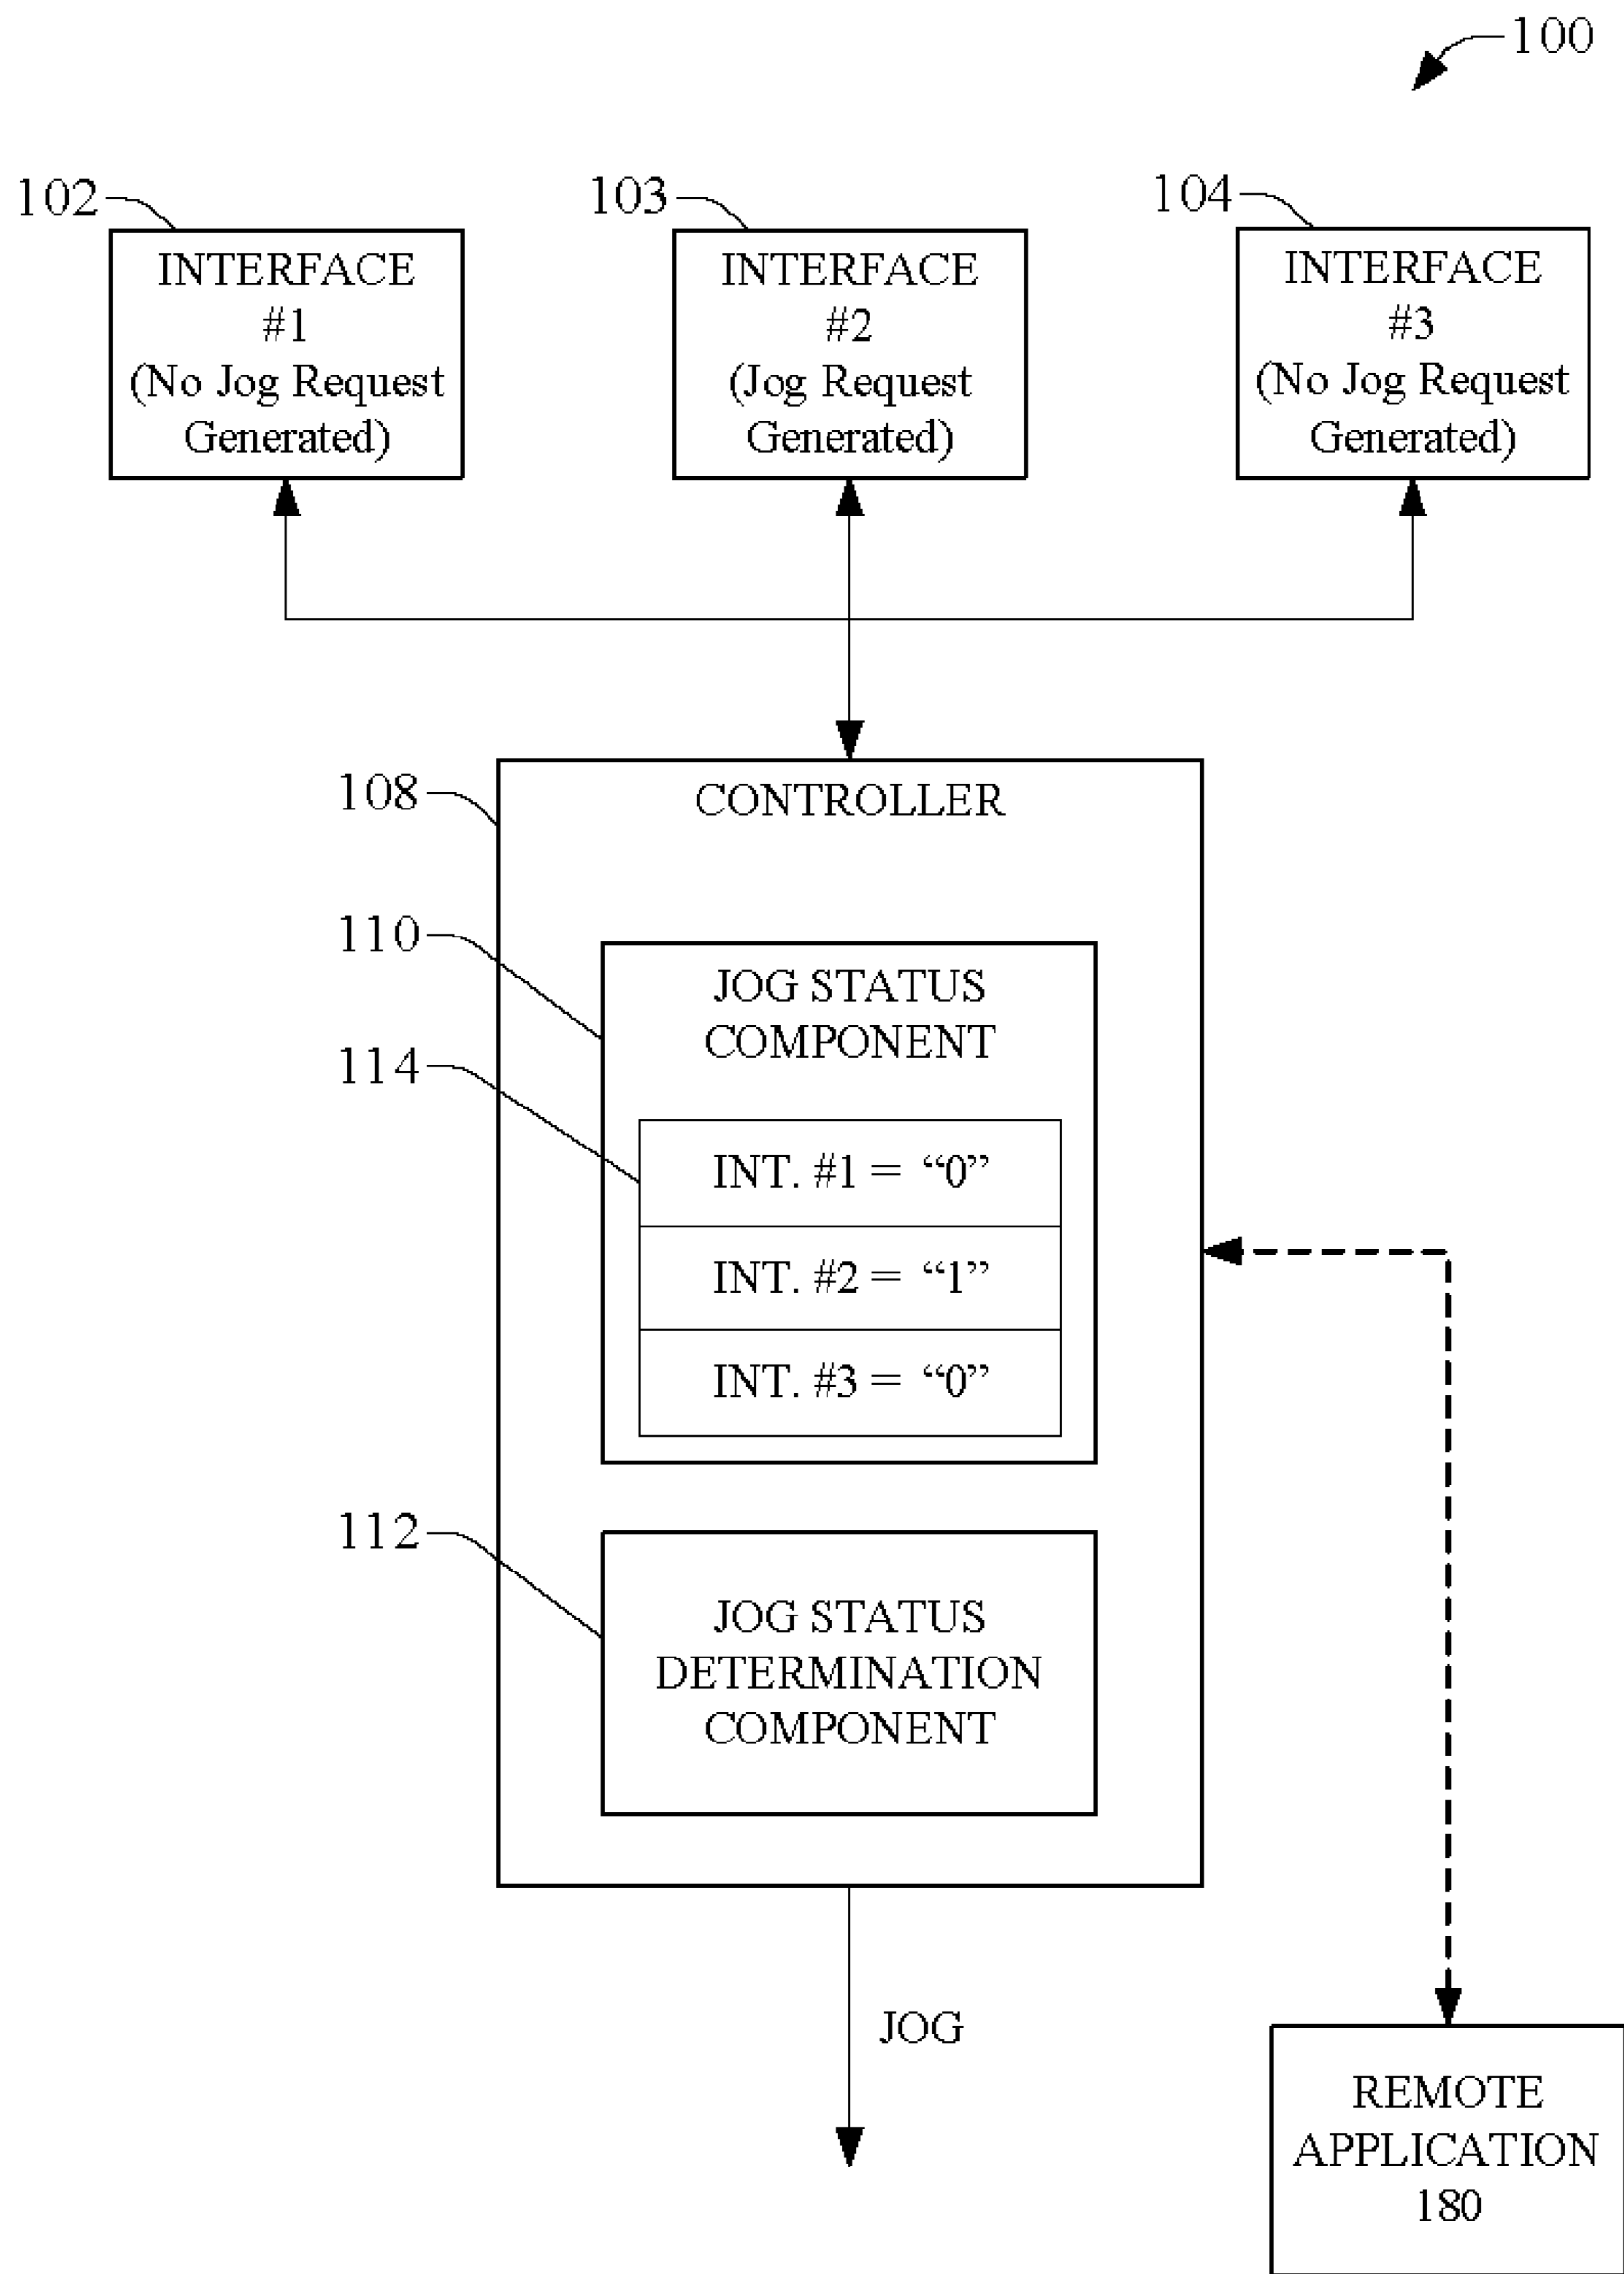 100
102
103
104
INTERFACE
#1
(No Jog Request
Generated)
INTERFACE
#2
(Jog Request
Generated)
INTERFACE
#3
(No Jog Request
Generated)
108
CONTROLLER
110
JOG STATUS
COMPONENT
114
INT. #1 = “0”
INT. #2 = “1”
INT. #3 = “0”
112
JOG STATUS
DETERMINATION
COMPONENT
JOG
REMOTE
APPLICATION
180